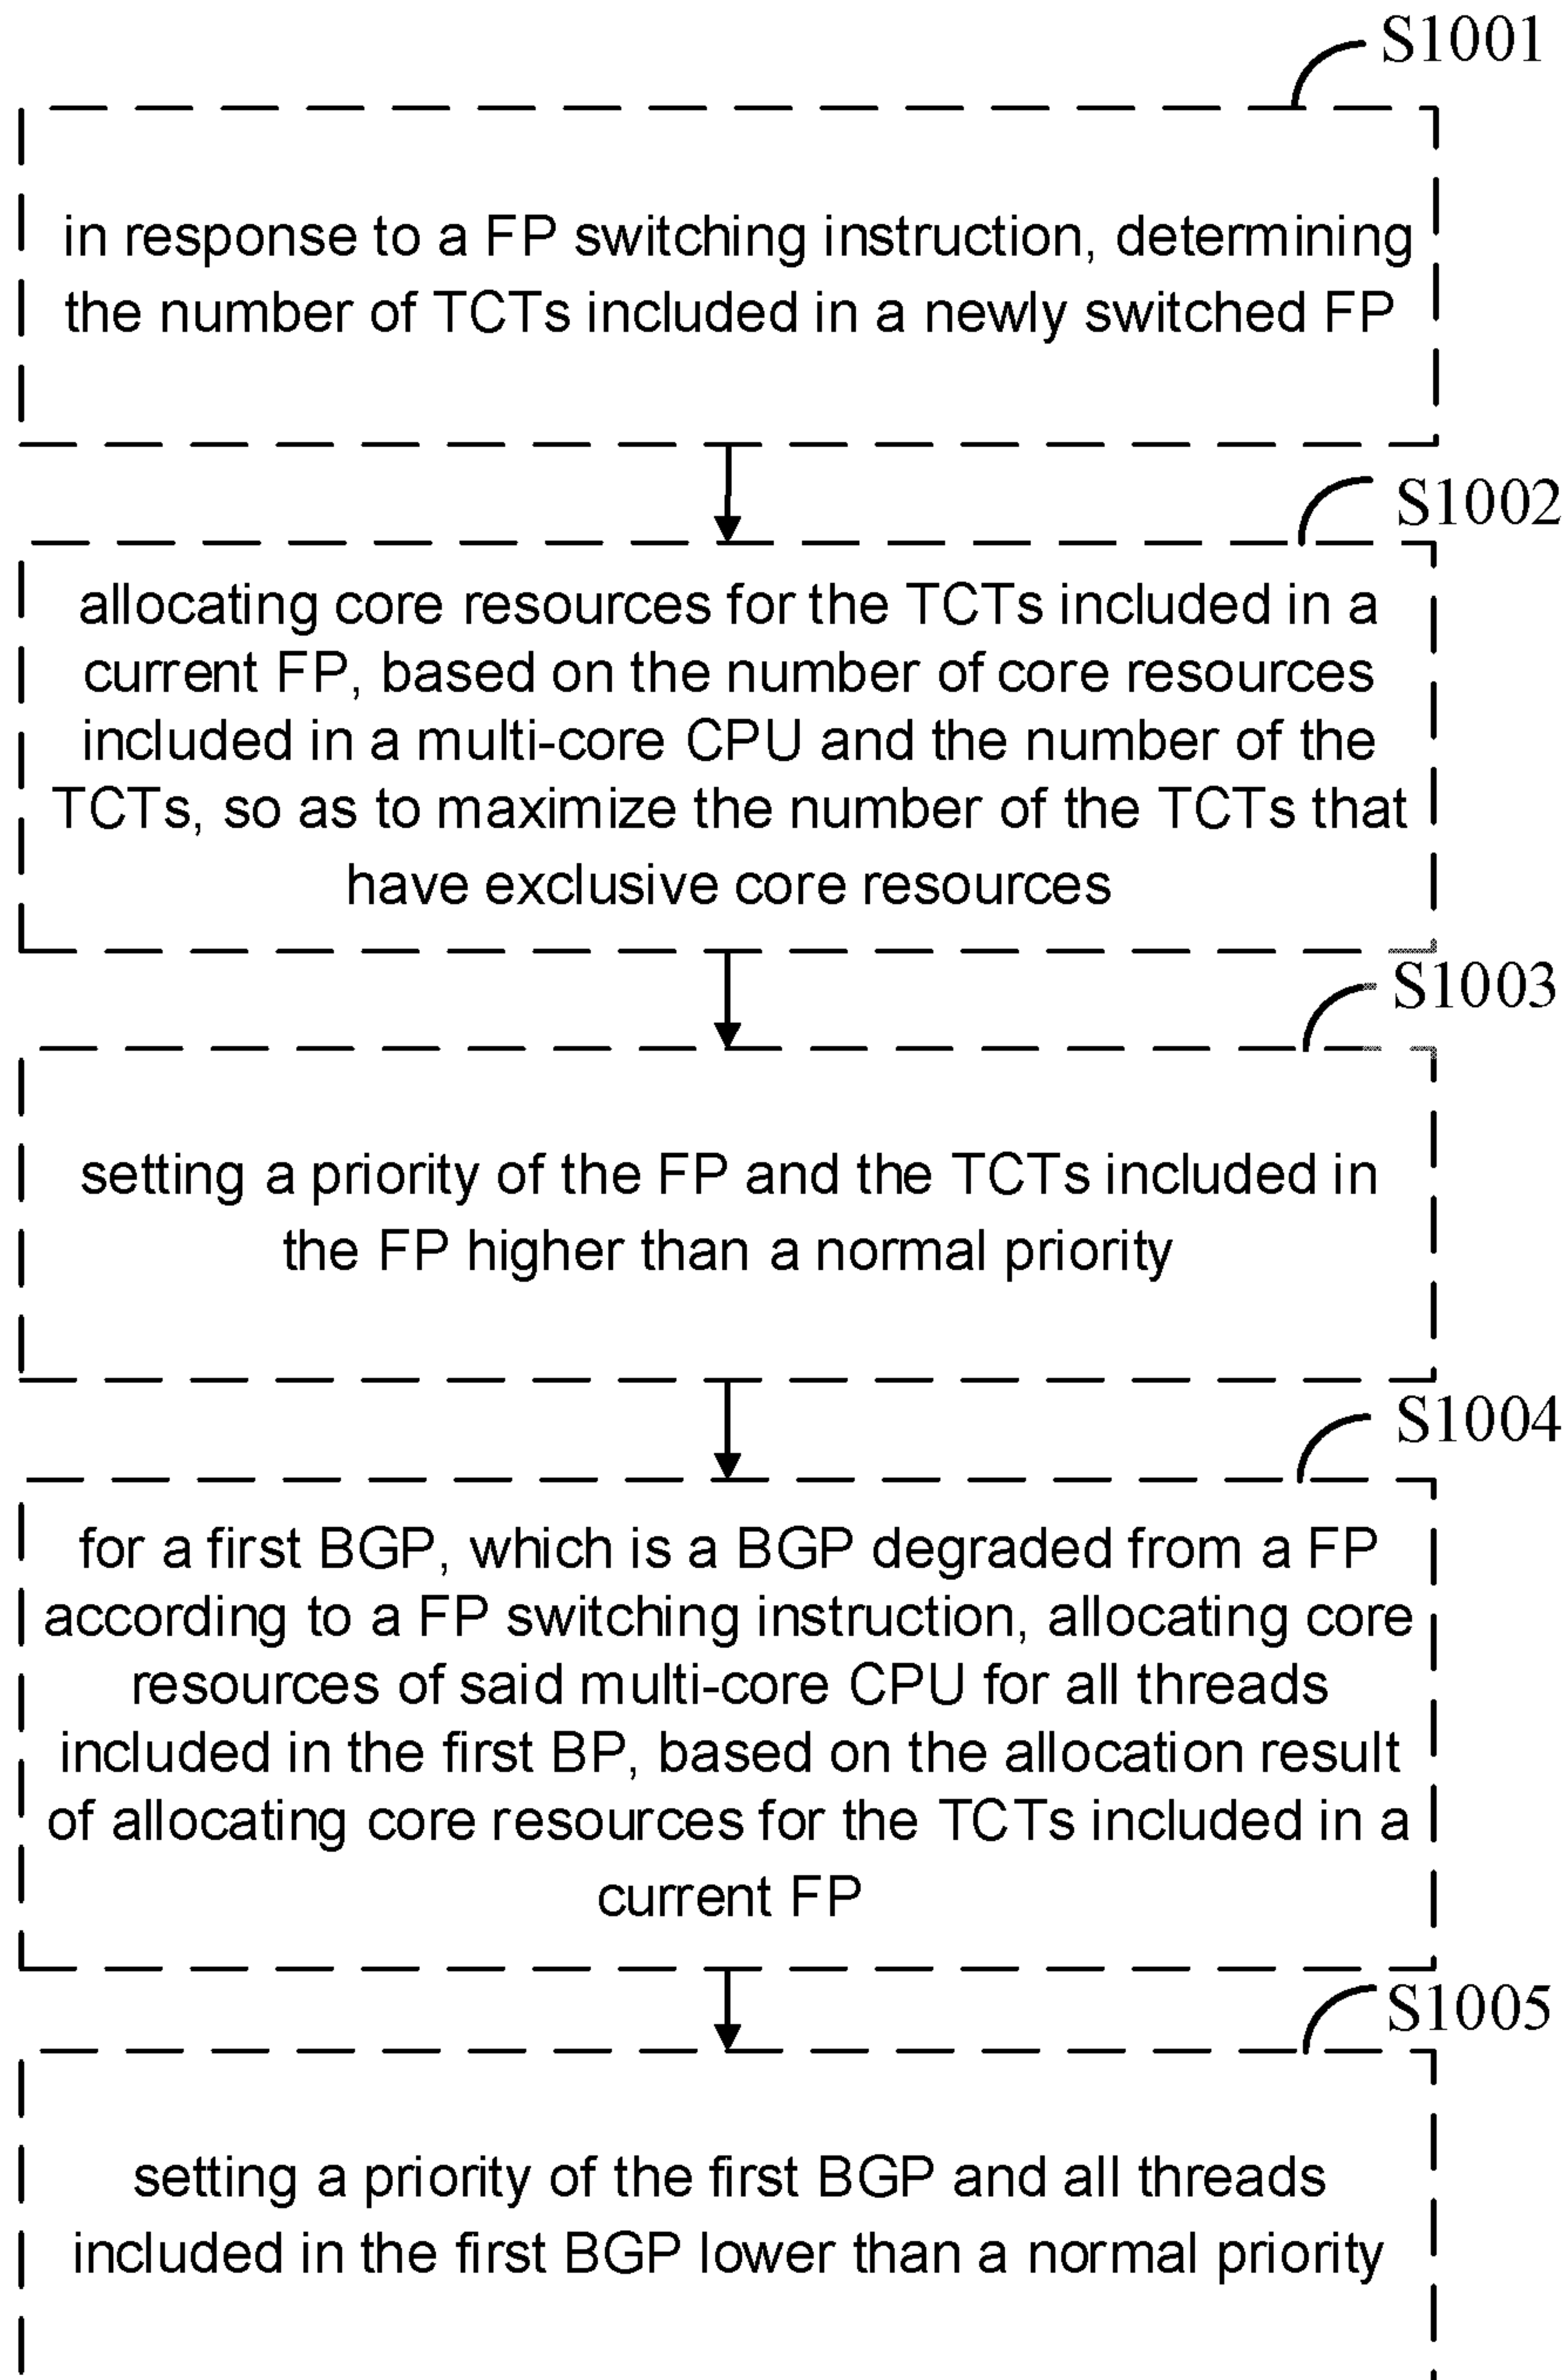 S1001
in response to a FP switching instruction, determining
the number of TCTs included in a newly switched FP
S1002
allocating core resources for the TCTs included in a
current FP, based on the number of core resources
included in a multi-core CPU and the number of the
TCTs, so as to maximize the number of the TCTs that
have exclusive core resources
S1003
setting a priority of the FP and the TCTs included in
the FP higher than a normal priority
S1004
for a first BGP, which is a BGP degraded from a FP
according to a FP switching instruction, allocating core
resources of said multi-core CPU for all threads
included in the first BP, based on the allocation result
of allocating core resources for the TCTs included in a
current FP
S1005
setting a priority of the first BGP and all threads
included in the first BGP lower than a normal priority